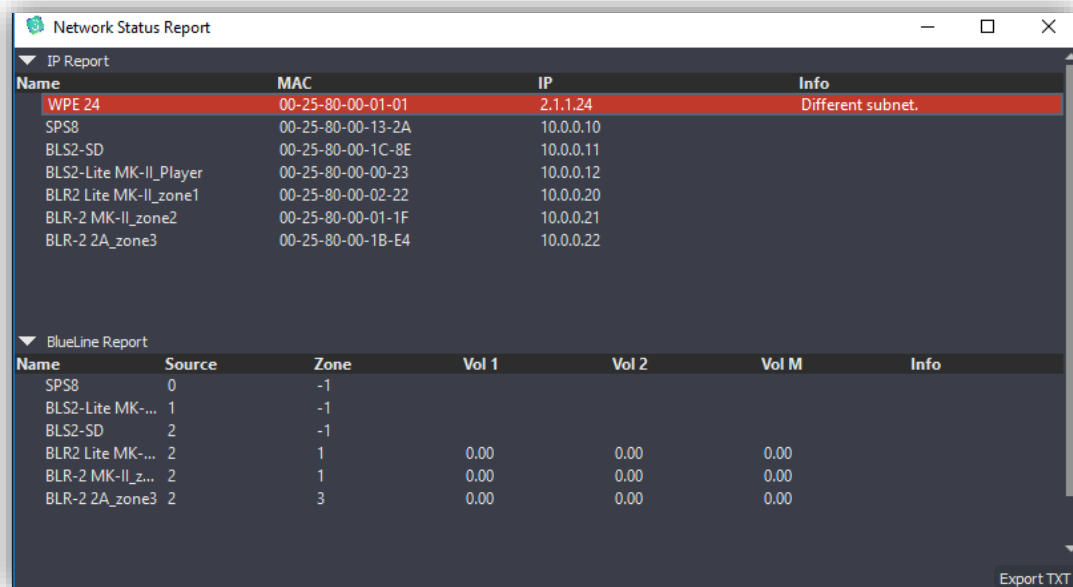 Network Status Report
IP Report
Name MAC IP Info
WPE 24 00-25-80-00-01-01 2.1.1.24 Different subnet.
SPS8 00-25-80-00-13-2A 10.0.0.10
BLS2-SD 00-25-80-00-1C-8E 10.0.0.11
BLS2-Lite MK-II_Player 00-25-80-00-00-23 10.0.0.12
BLR2 Lite MK-II_zone1 00-25-80-00-02-22 10.0.0.20
BLR-2 MK-II_zone2 00-25-80-00-01-1F 10.0.0.21
BLR-2 2A_zone3 00-25-80-00-1B-E4 10.0.0.22
BlueLine Report
Name Source Zone Vol 1 Vol 2 Vol M Info
SPS8 0 -1
BLS2-Lite MK-... 1 -1
BLS2-SD 2 -1
BLR2 Lite MK-... 2 1 0.00 0.00 0.00
BLR-2 MK-II_z... 2 1 0.00 0.00 0.00
BLR-2 2A_zone3 2 3 0.00 0.00 0.00
Export TXT